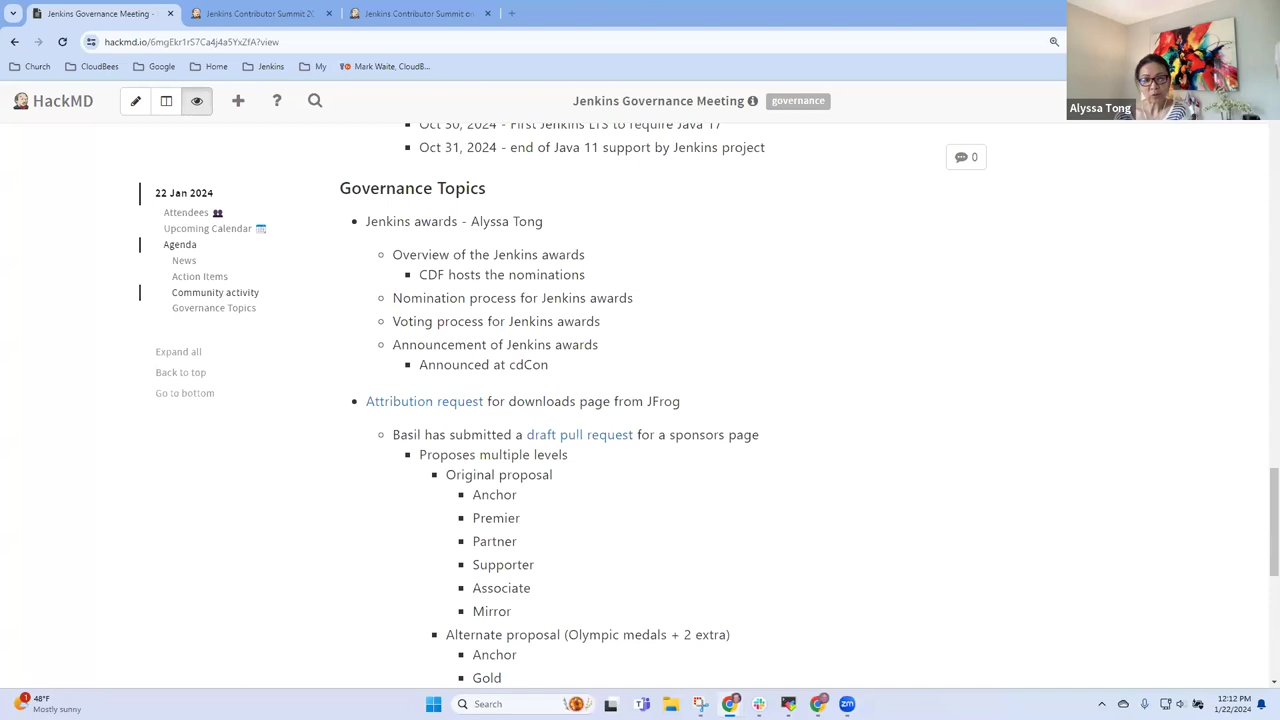 Jenkins Governance Meeting -
Jenkins Contributor Summit 20
Jenkins Contributor Summit on
hackmd.io/6mgEkr1rS7Ca4j4a5YxZfA?view
Church
CloudBees
Google
Home
Jenkins
My
Mark Waite, CloudB...
HackMD
Jenkins Governance Meeting
governance
Alyssa Tong
Oct 30, 2024 - First Jenkins LTS to require Java 17
Oct 31, 2024 - end of Java 11 support by Jenkins project
0
22 Jan 2024
Attendees
Upcoming Calendar
Agenda
News
Action Items
Community activity
Governance Topics
Expand all
Back to top
Go to bottom
Governance Topics
Jenkins awards - Alyssa Tong
Overview of the Jenkins awards
CDF hosts the nominations
Nomination process for Jenkins awards
Voting process for Jenkins awards
Announcement of Jenkins awards
Announced at cdCon
Attribution request for downloads page from JFrog
Basil has submitted a draft pull request for a sponsors page
Proposes multiple levels
Original proposal
Anchor
Premier
Partner
Supporter
Associate
Mirror
Alternate proposal (Olympic medals + 2 extra)
Anchor
Gold
1
48°F
Mostly sunny
Search
zm
12:12 PM
1/22/2024